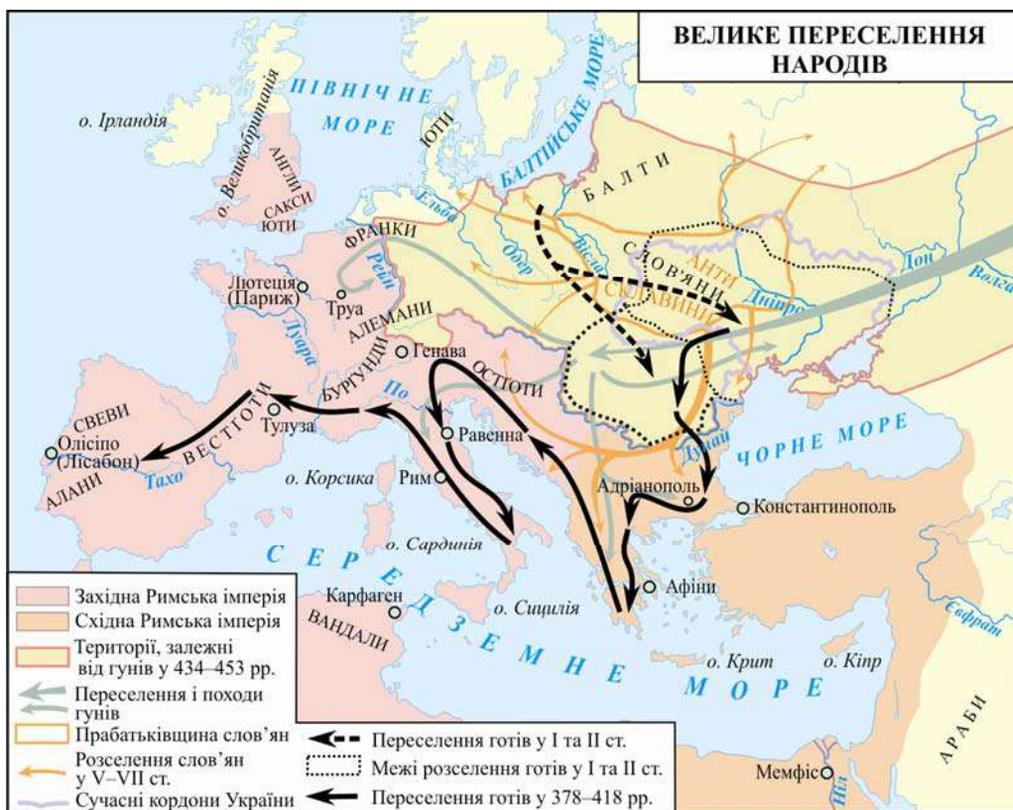 ВЕЛИКЕ ПЕРЕСЕЛЕННЯ
НАРОДІВ
о. Ірландія
о. Великобританія
ПІВНІЧНЕ
МОРЕ
ЮТИ
БАЛТІЙСЬКЕ МОРЕ
БАЛТИ
АНГЛИ
САКСИ
ЮТИ
ФРАНКИ
Рейн
Ельба
Одер
Вісла
СЛОВ'ЯНИ
АНТИ
СКЛАВИНИ
Дніпро
Дон
Волга
Лютеція
(Париж)
Труа
Луара
АЛЕМАНИ
БУРГУНДИ
Генава
ОСТГОТИ
По
СВЕВИ
Олісіпо
(Лісабон)
АЛАНИ
Тахо
ВЕСТГОТИ
Тулуза
Равенна
Рим
о. Корсика
о. Сардинія
Дунай
ЧОРНЕ МОРЕ
Адріанополь
Константинополь
Афіни
СЕРЕДЗЕМНЕ МОРЕ
Карфаген
о. Сицилія
ВАНДАЛИ
о. Крит
о. Кіпр
Євфрат
АРАБИ
Мемфіс
Ніл
Західна Римська імперія
Східна Римська імперія
Території, залежні
від гунів у 434–453 рр.
Переселення і походи
гунів
Прабатьківщина слов'ян
Розселення слов'ян
у V–VII ст.
Сучасні кордони України
Переселення готів у I та II ст.
Межі розселення готів у I та II ст.
Переселення готів у 378–418 рр.